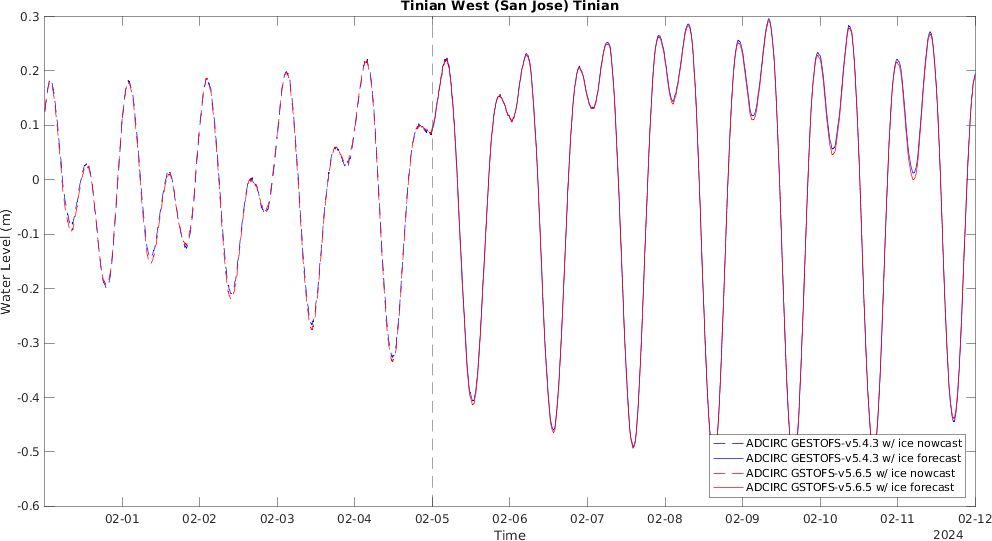 Tinian West (San Jose) Tinian
0.3
0.2
0.1
0
-0.1
-0.2
-0.3
-0.4
-0.5
-0.6
Water Level (m)
ADCIRC GESTOFS-v5.4.3 w/ ice nowcast
ADCIRC GESTOFS-v5.4.3 w/ ice forecast
ADCIRC GSTOFS-v5.6.5 w/ ice nowcast
ADCIRC GSTOFS-v5.6.5 w/ ice forecast
02-01 02-02 02-03 02-04 02-05 02-06 02-07 02-08 02-09 02-10 02-11 02-12
Time
2024